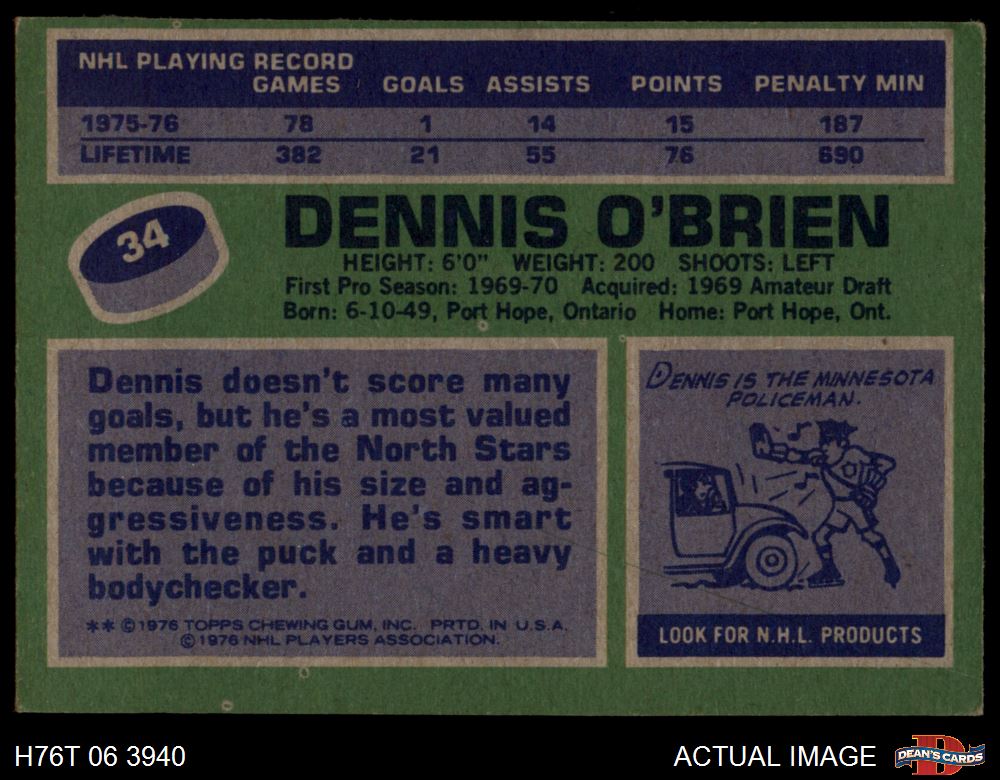 NHL PLAYING RECORD
GAMES GOALS ASSISTS POINTS PENALTY MIN
1975-76 78 1 14 15 187
LIFETIME 382 21 55 76 690
34
DENNIS O'BRIEN
HEIGHT: 6'0" WEIGHT: 200 SHOOTS: LEFT
First Pro Season: 1969-70 Acquired: 1969 Amateur Draft
Born: 6-10-49, Port Hope, Ontario Home: Port Hope, Ont.
Dennis doesn't score many
goals, but he's a most valued
member of the North Stars
because of his size and ag-
gressiveness. He's smart
with the puck and a heavy
bodychecker.
** © 1976 TOPPS CHEWING GUM, INC. PRTD. IN U.S.A.
© 1976 NHL PLAYERS ASSOCIATION.
DENNIS IS THE MINNESOTA
POLICEMAN.
LOOK FOR N.H.L. PRODUCTS
H76T 06 3940
ACTUAL IMAGE
D
DEAN'S CARDS